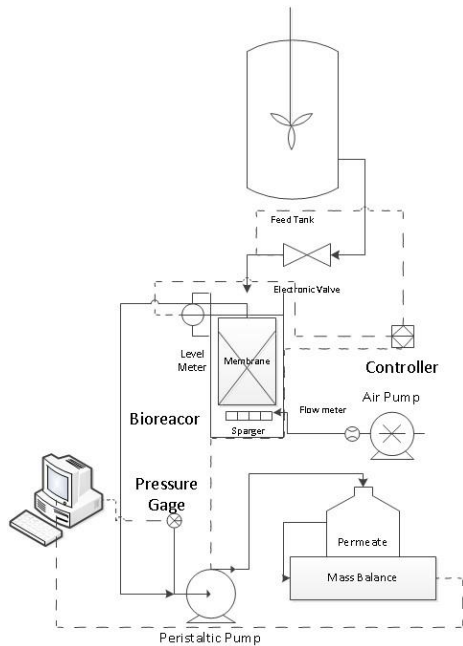 Feed Tank
Electronic Valve
Level
Meter
Membrane
Controller
Flow meter
Air Pump
Bioreacor
Sparger
Pressure
Gage
Permeate
Mass Balance
Peristaltic Pump